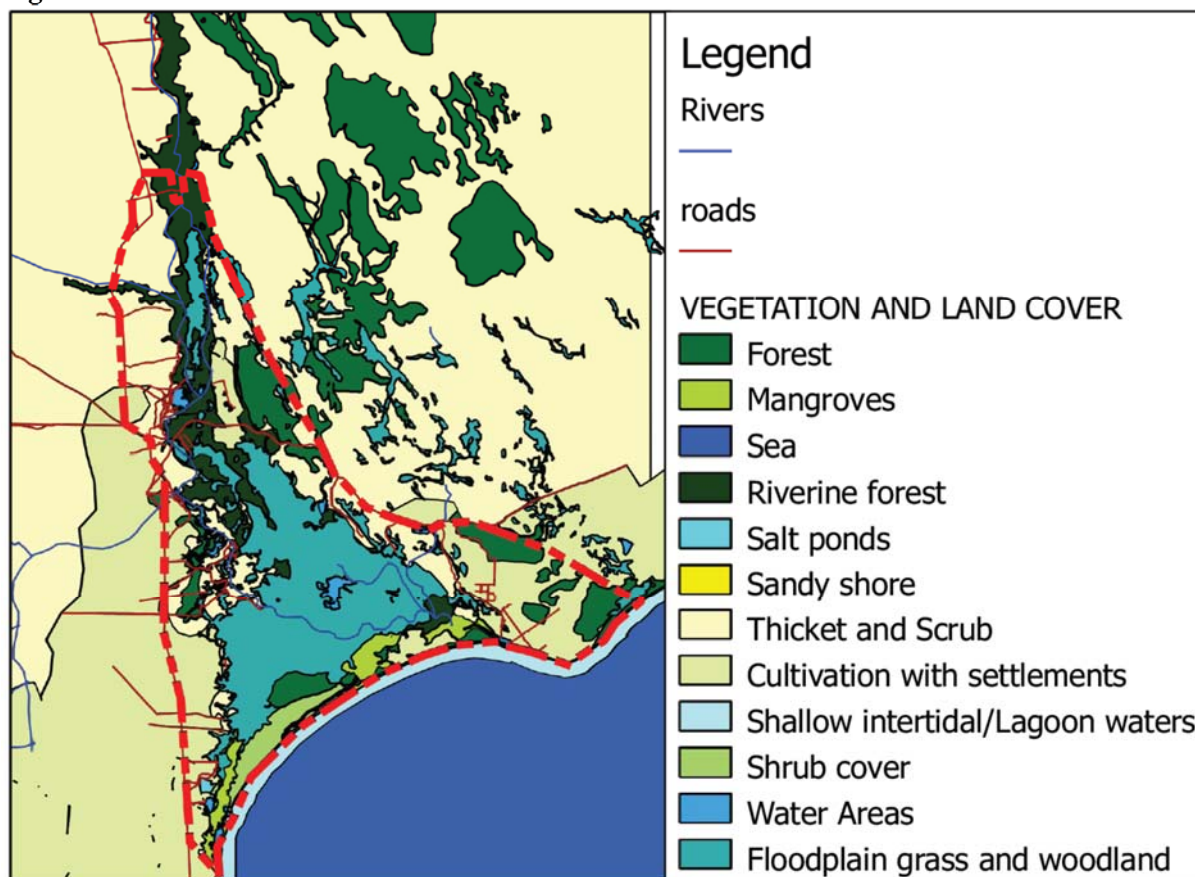 Legend
Rivers
roads
VEGETATION AND LAND COVER
Forest
Mangroves
Sea
Riverine forest
Salt ponds
Sandy shore
Thicket and Scrub
Cultivation with settlements
Shallow intertidal/Lagoon waters
Shrub cover
Water Areas
Floodplain grass and woodland